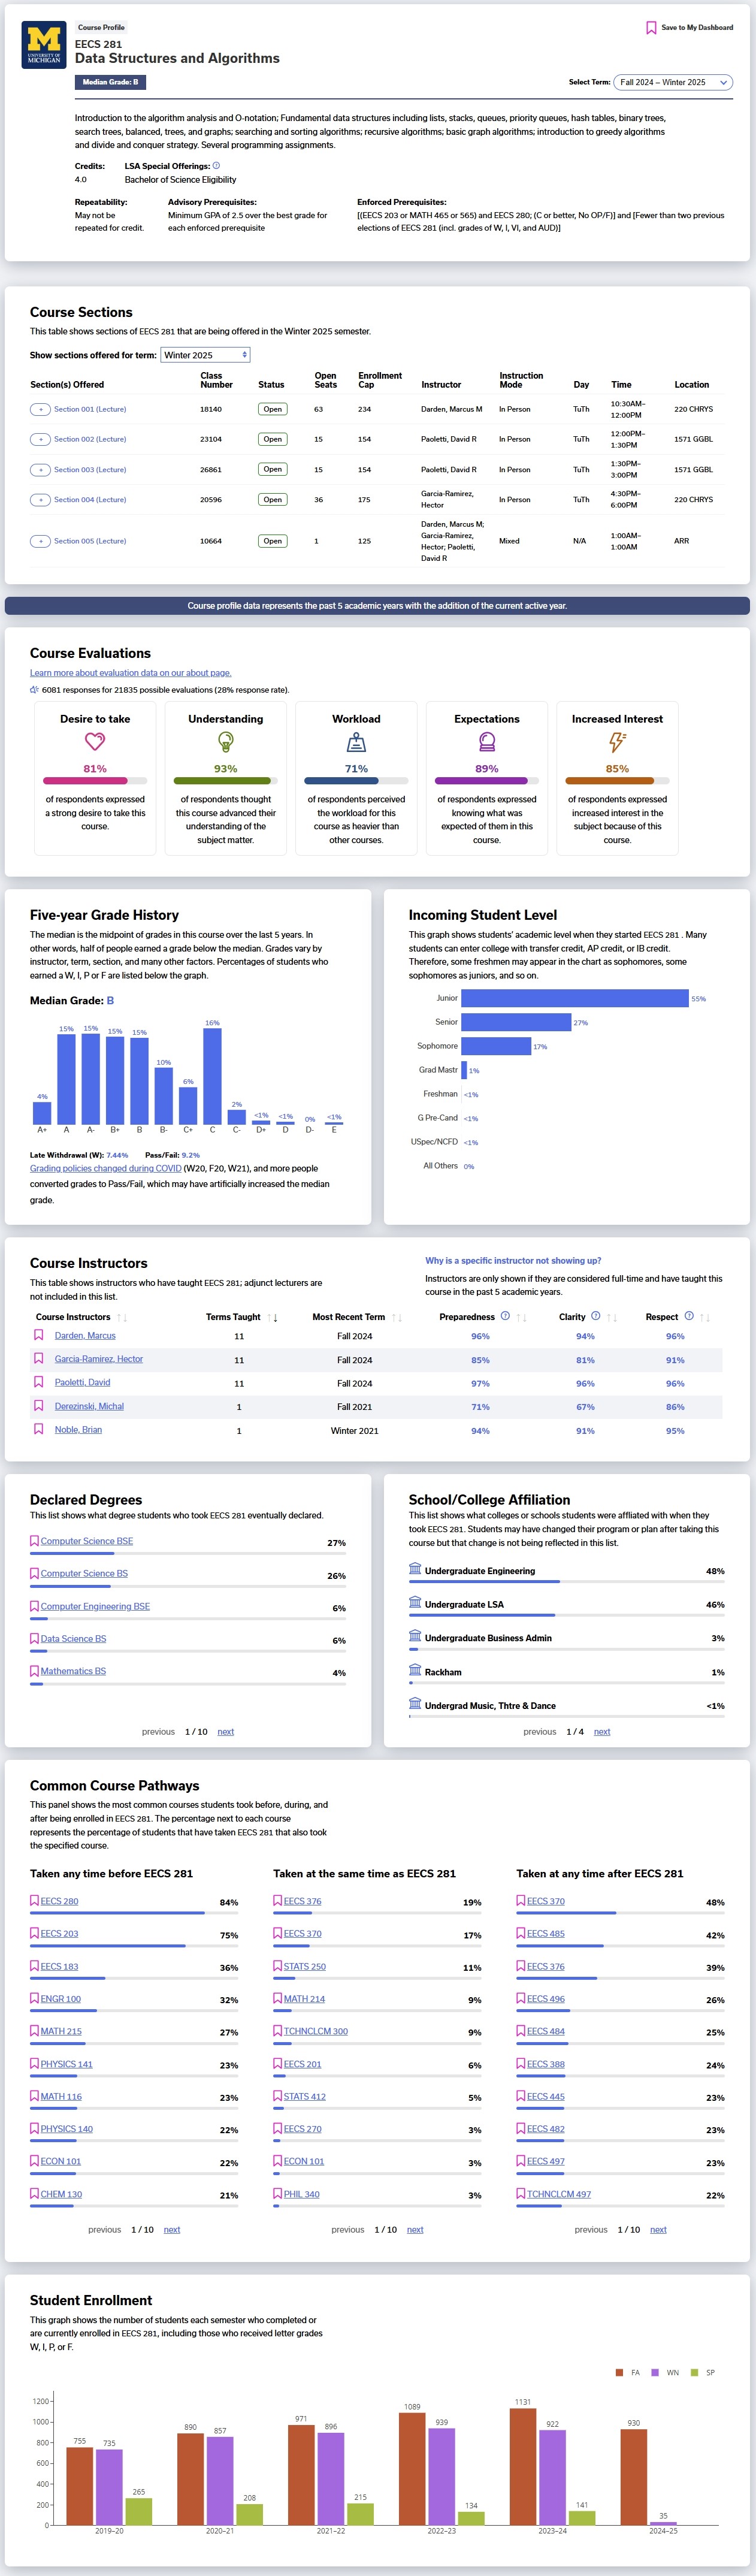 M
UNIVERSITY OF
MICHIGAN
Course Profile
EECS 281
Data Structures and Algorithms
Save to My Dashboard
Median Grade: B
Select Term: Fall 2024 – Winter 2025
Introduction to the algorithm analysis and O-notation; Fundamental data structures including lists, stacks, queues, priority queues, hash tables, binary trees,
search trees, balanced, trees, and graphs; searching and sorting algorithms; recursive algorithms; basic graph algorithms; introduction to greedy algorithms
and divide and conquer strategy. Several programming assignments.
Credits: LSA Special Offerings:
4.0 Bachelor of Science Eligibility
Repeatability: Advisory Prerequisites: Enforced Prerequisites:
May not be Minimum GPA of 2.5 over the best grade for [(EECS 203 or MATH 465 or 565) and EECS 280; (C or better, No OP/F)] and [Fewer than two previous
repeated for credit. each enforced prerequisite elections of EECS 281 (incl. grades of W, I, VI, and AUD)]
Course Sections
This table shows sections of EECS 281 that are being offered in the Winter 2025 semester.
Show sections offered for term: Winter 2025
Section(s) Offered Class Number Status Open Seats Enrollment Cap Instructor Instruction Mode Day Time Location
+ Section 001 (Lecture) 18140 Open 63 234 Darden, Marcus M In Person TuTh 10:30AM–12:00PM 220 CHRYS
+ Section 002 (Lecture) 23104 Open 15 154 Paoletti, David R In Person TuTh 12:00PM–1:30PM 1571 GGBL
+ Section 003 (Lecture) 26861 Open 15 154 Paoletti, David R In Person TuTh 1:30PM–3:00PM 1571 GGBL
+ Section 004 (Lecture) 20596 Open 36 175 Garcia-Ramirez, Hector In Person TuTh 4:30PM–6:00PM 220 CHRYS
+ Section 005 (Lecture) 10664 Open 1 125 Darden, Marcus M; Garcia-Ramirez, Hector; Paoletti, David R Mixed N/A 1:00AM–1:00AM ARR
Course profile data represents the past 5 academic years with the addition of the current active year.
Course Evaluations
Learn more about evaluation data on our about page.
6081 responses for 21835 possible evaluations (28% response rate).
Desire to take
81%
of respondents expressed
a strong desire to take this
course.
Understanding
93%
of respondents thought
this course advanced their
understanding of the
subject matter.
Workload
71%
of respondents perceived
the workload for this
course as heavier than
other courses.
Expectations
89%
of respondents expressed
knowing what was
expected of them in this
course.
Increased Interest
85%
of respondents expressed
increased interest in the
subject because of this
course.
Five-year Grade History
The median is the midpoint of grades in this course over the last 5 years. In
other words, half of people earned a grade below the median. Grades vary by
instructor, term, section, and many other factors. Percentages of students who
earned a W, I, P or F are listed below the graph.
Median Grade: B
4% 15% 15% 15% 15% 10% 6% 16% 2% <1% <1% 0% <1%
A+ A A- B+ B B- C+ C C- D+ D D- E
Late Withdrawal (W): 7.44% Pass/Fail: 9.2%
Grading policies changed during COVID (W20, F20, W21), and more people
converted grades to Pass/Fail, which may have artificially increased the median
grade.
Incoming Student Level
This graph shows students' academic level when they started EECS 281 . Many
students can enter college with transfer credit, AP credit, or IB credit.
Therefore, some freshmen may appear in the chart as sophomores, some
sophomores as juniors, and so on.
Junior 55%
Senior 27%
Sophomore 17%
Grad Mastr 1%
Freshman <1%
G Pre-Cand <1%
USpec/NCFD <1%
All Others 0%
Course Instructors
This table shows instructors who have taught EECS 281; adjunct lecturers are
not included in this list.
Why is a specific instructor not showing up?
Instructors are only shown if they are considered full-time and have taught this
course in the past 5 academic years.
Course Instructors Terms Taught Most Recent Term Preparedness Clarity Respect
Darden, Marcus 11 Fall 2024 96% 94% 96%
Garcia-Ramirez, Hector 11 Fall 2024 85% 81% 91%
Paoletti, David 11 Fall 2024 97% 96% 96%
Derezinski, Michal 1 Fall 2021 71% 67% 86%
Noble, Brian 1 Winter 2021 94% 91% 95%
Declared Degrees
This list shows what degree students who took EECS 281 eventually declared.
Computer Science BSE 27%
Computer Science BS 26%
Computer Engineering BSE 6%
Data Science BS 6%
Mathematics BS 4%
previous 1 / 10 next
School/College Affiliation
This list shows what colleges or schools students were affliated with when they
took EECS 281. Students may have changed their program or plan after taking this
course but that change is not being reflected in this list.
Undergraduate Engineering 48%
Undergraduate LSA 46%
Undergraduate Business Admin 3%
Rackham 1%
Undergrad Music, Thtre & Dance <1%
previous 1 / 4 next
Common Course Pathways
This panel shows the most common courses students took before, during, and
after being enrolled in EECS 281. The percentage next to each course
represents the percentage of students that have taken EECS 281 that also took
the specified course.
Taken any time before EECS 281
EECS 280 84%
EECS 203 75%
EECS 183 36%
ENGR 100 32%
MATH 215 27%
PHYSICS 141 23%
MATH 116 23%
PHYSICS 140 22%
ECON 101 22%
CHEM 130 21%
previous 1 / 10 next
Taken at the same time as EECS 281
EECS 376 19%
EECS 370 17%
STATS 250 11%
MATH 214 9%
TCHNCLCM 300 9%
EECS 201 6%
STATS 412 5%
EECS 270 3%
ECON 101 3%
PHIL 340 3%
previous 1 / 10 next
Taken at any time after EECS 281
EECS 370 48%
EECS 485 42%
EECS 376 39%
EECS 496 26%
EECS 484 25%
EECS 388 24%
EECS 445 23%
EECS 482 23%
EECS 497 23%
TCHNCLCM 497 22%
previous 1 / 10 next
Student Enrollment
This graph shows the number of students each semester who completed or
are currently enrolled in EECS 281, including those who received letter grades
W, I, P, or F.
FA WN SP
1200
1000
800
600
400
200
0
755 735 265
890 857 208
971 896 215
1089 939 134
1131 922 141
930 35
2019–20 2020–21 2021–22 2022–23 2023–24 2024–25